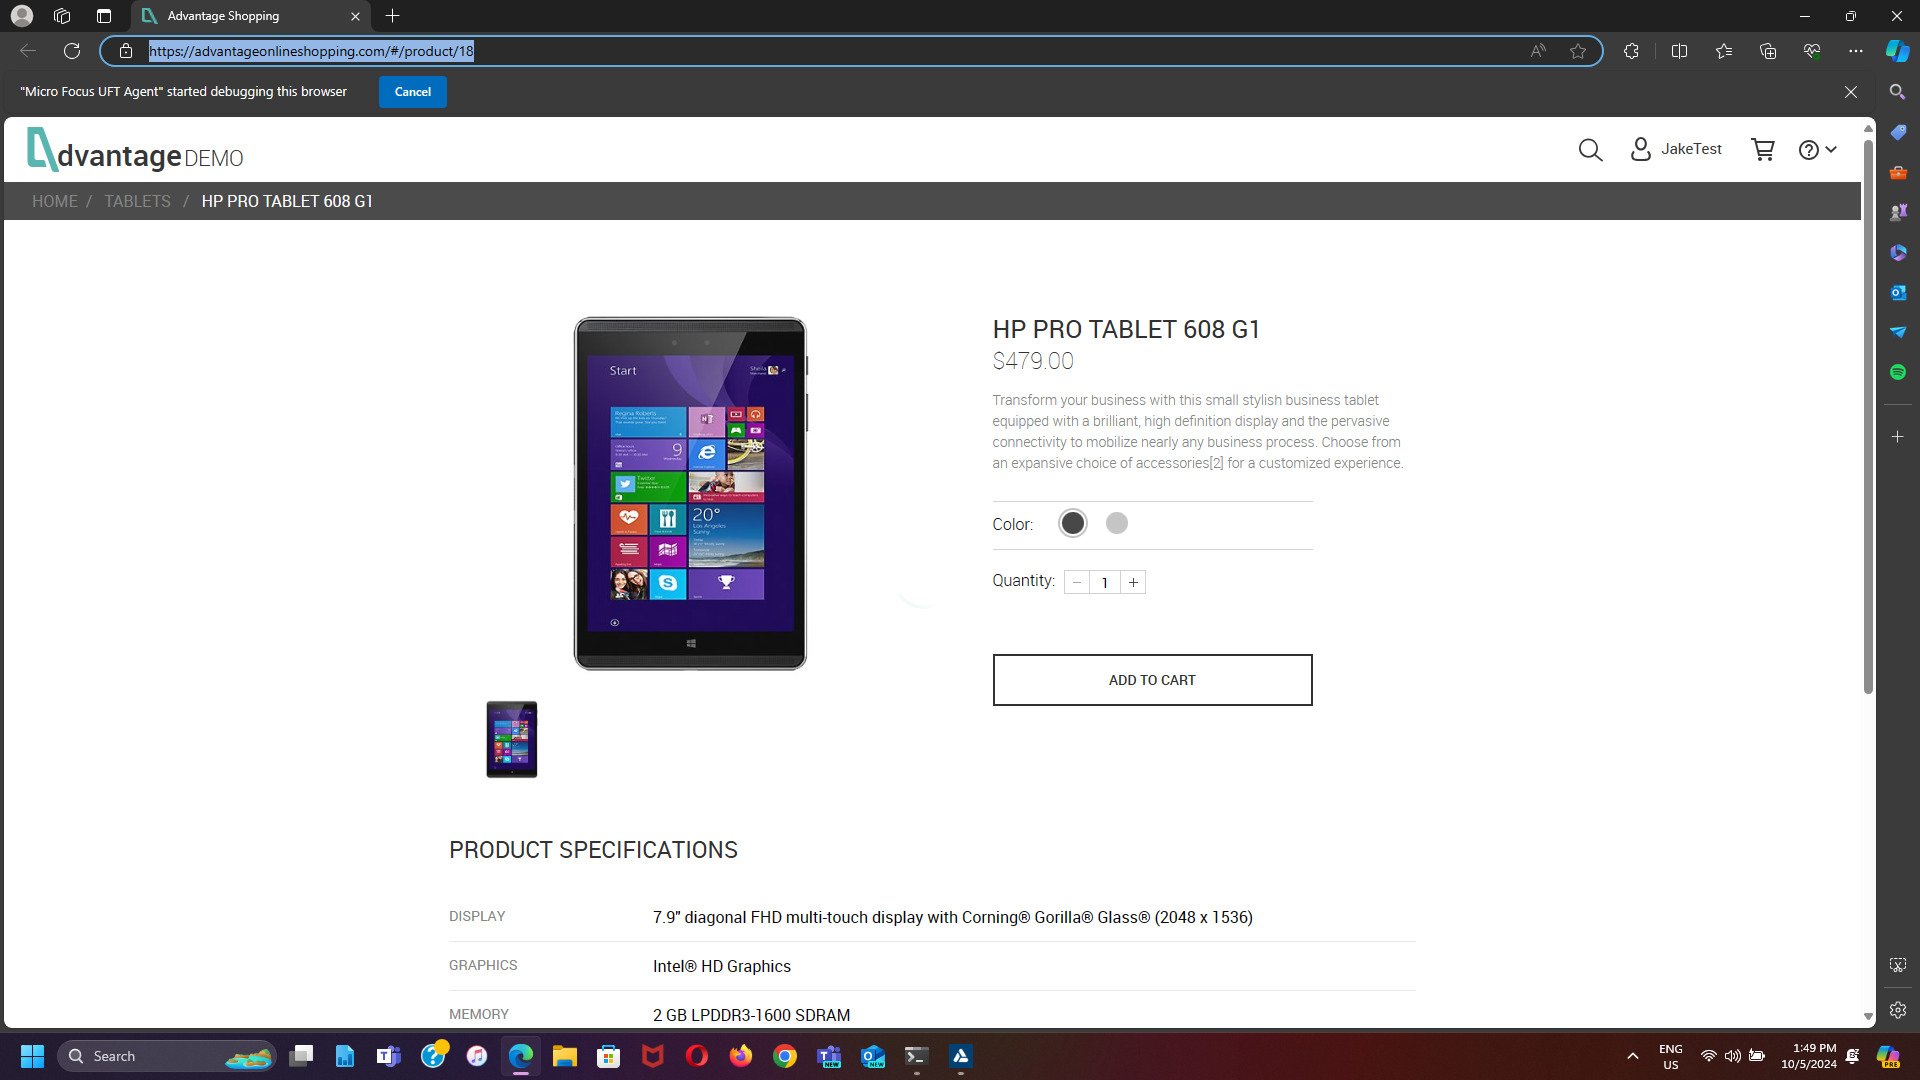 Advantage Shopping
https://advantageonlineshopping.com/#/product/18
"Micro Focus UFT Agent" started debugging this browser
Cancel
dvantage DEMO
JakeTest
HOME / TABLETS / HP PRO TABLET 608 G1
Start
20°
HP PRO TABLET 608 G1
$479.00
Transform your business with this small stylish business tablet
equipped with a brilliant, high definition display and the pervasive
connectivity to mobilize nearly any business process. Choose from
an expansive choice of accessories[2] for a customized experience.
Color:
Quantity: − 1 +
ADD TO CART
PRODUCT SPECIFICATIONS
DISPLAY
7.9" diagonal FHD multi-touch display with Corning® Gorilla® Glass® (2048 x 1536)
GRAPHICS
Intel® HD Graphics
MEMORY
2 GB LPDDR3-1600 SDRAM
Search
NEW
NEW
ENG
US
1:49 PM
10/5/2024
PRE